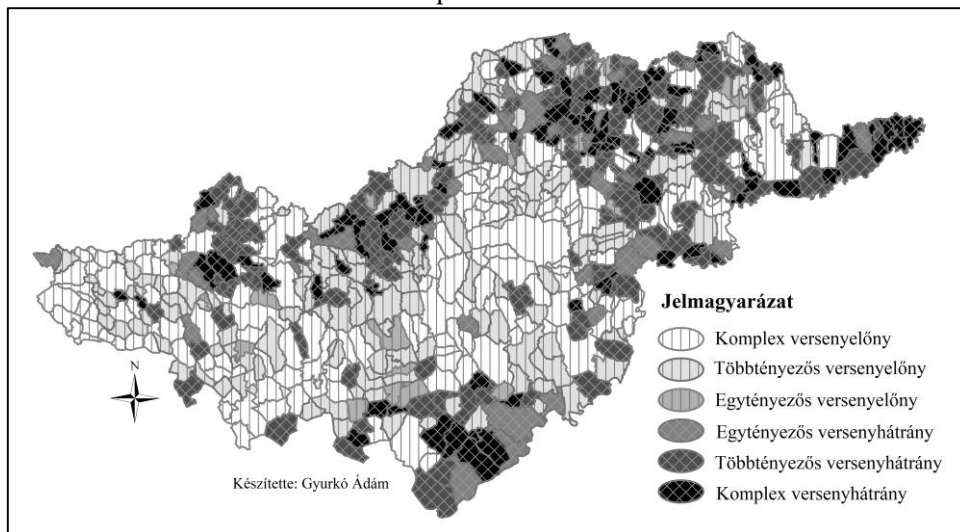 Jelmagyarázat
Komplex versenyelőny
Többtényezős versenyelőny
Egytényezős versenyelőny
Egytényezős versenyhátrány
Többtényezős versenyhátrány
Komplex versenyhátrány
N
Készítette: Gyurkó Ádám